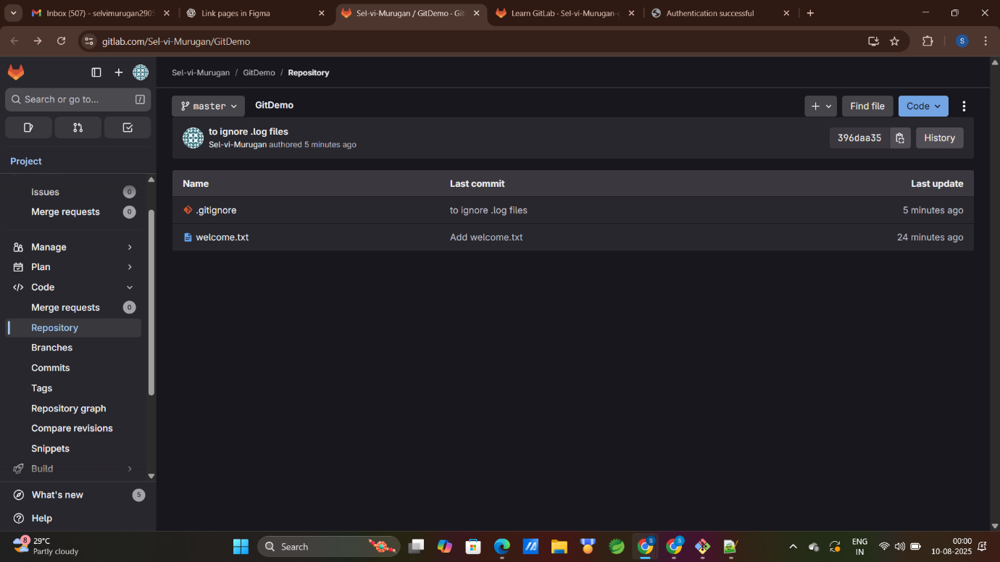 Inbox (507) - selvimurugan2905
Link pages in Figma
Sel-vi-Murugan / GitDemo · Git
Learn GitLab · Sel-vi-Murugan-g
Authentication successful
gitlab.com/Sel-vi-Murugan/GitDemo
S
Search or go to...
/
Project
Issues 0
Merge requests 0
Manage
Plan
Code
Merge requests 0
Repository
Branches
Commits
Tags
Repository graph
Compare revisions
Snippets
Build
What's new 5
Help
Sel-vi-Murugan / GitDemo / Repository
master
GitDemo
Find file
Code
to ignore .log files
Sel-vi-Murugan authored 5 minutes ago
396daa35
History
Name Last commit Last update
.gitignore to ignore .log files 5 minutes ago
welcome.txt Add welcome.txt 24 minutes ago
8
29°C
Partly cloudy
Search
S
S
ENG
IN
00:00
10-08-2025